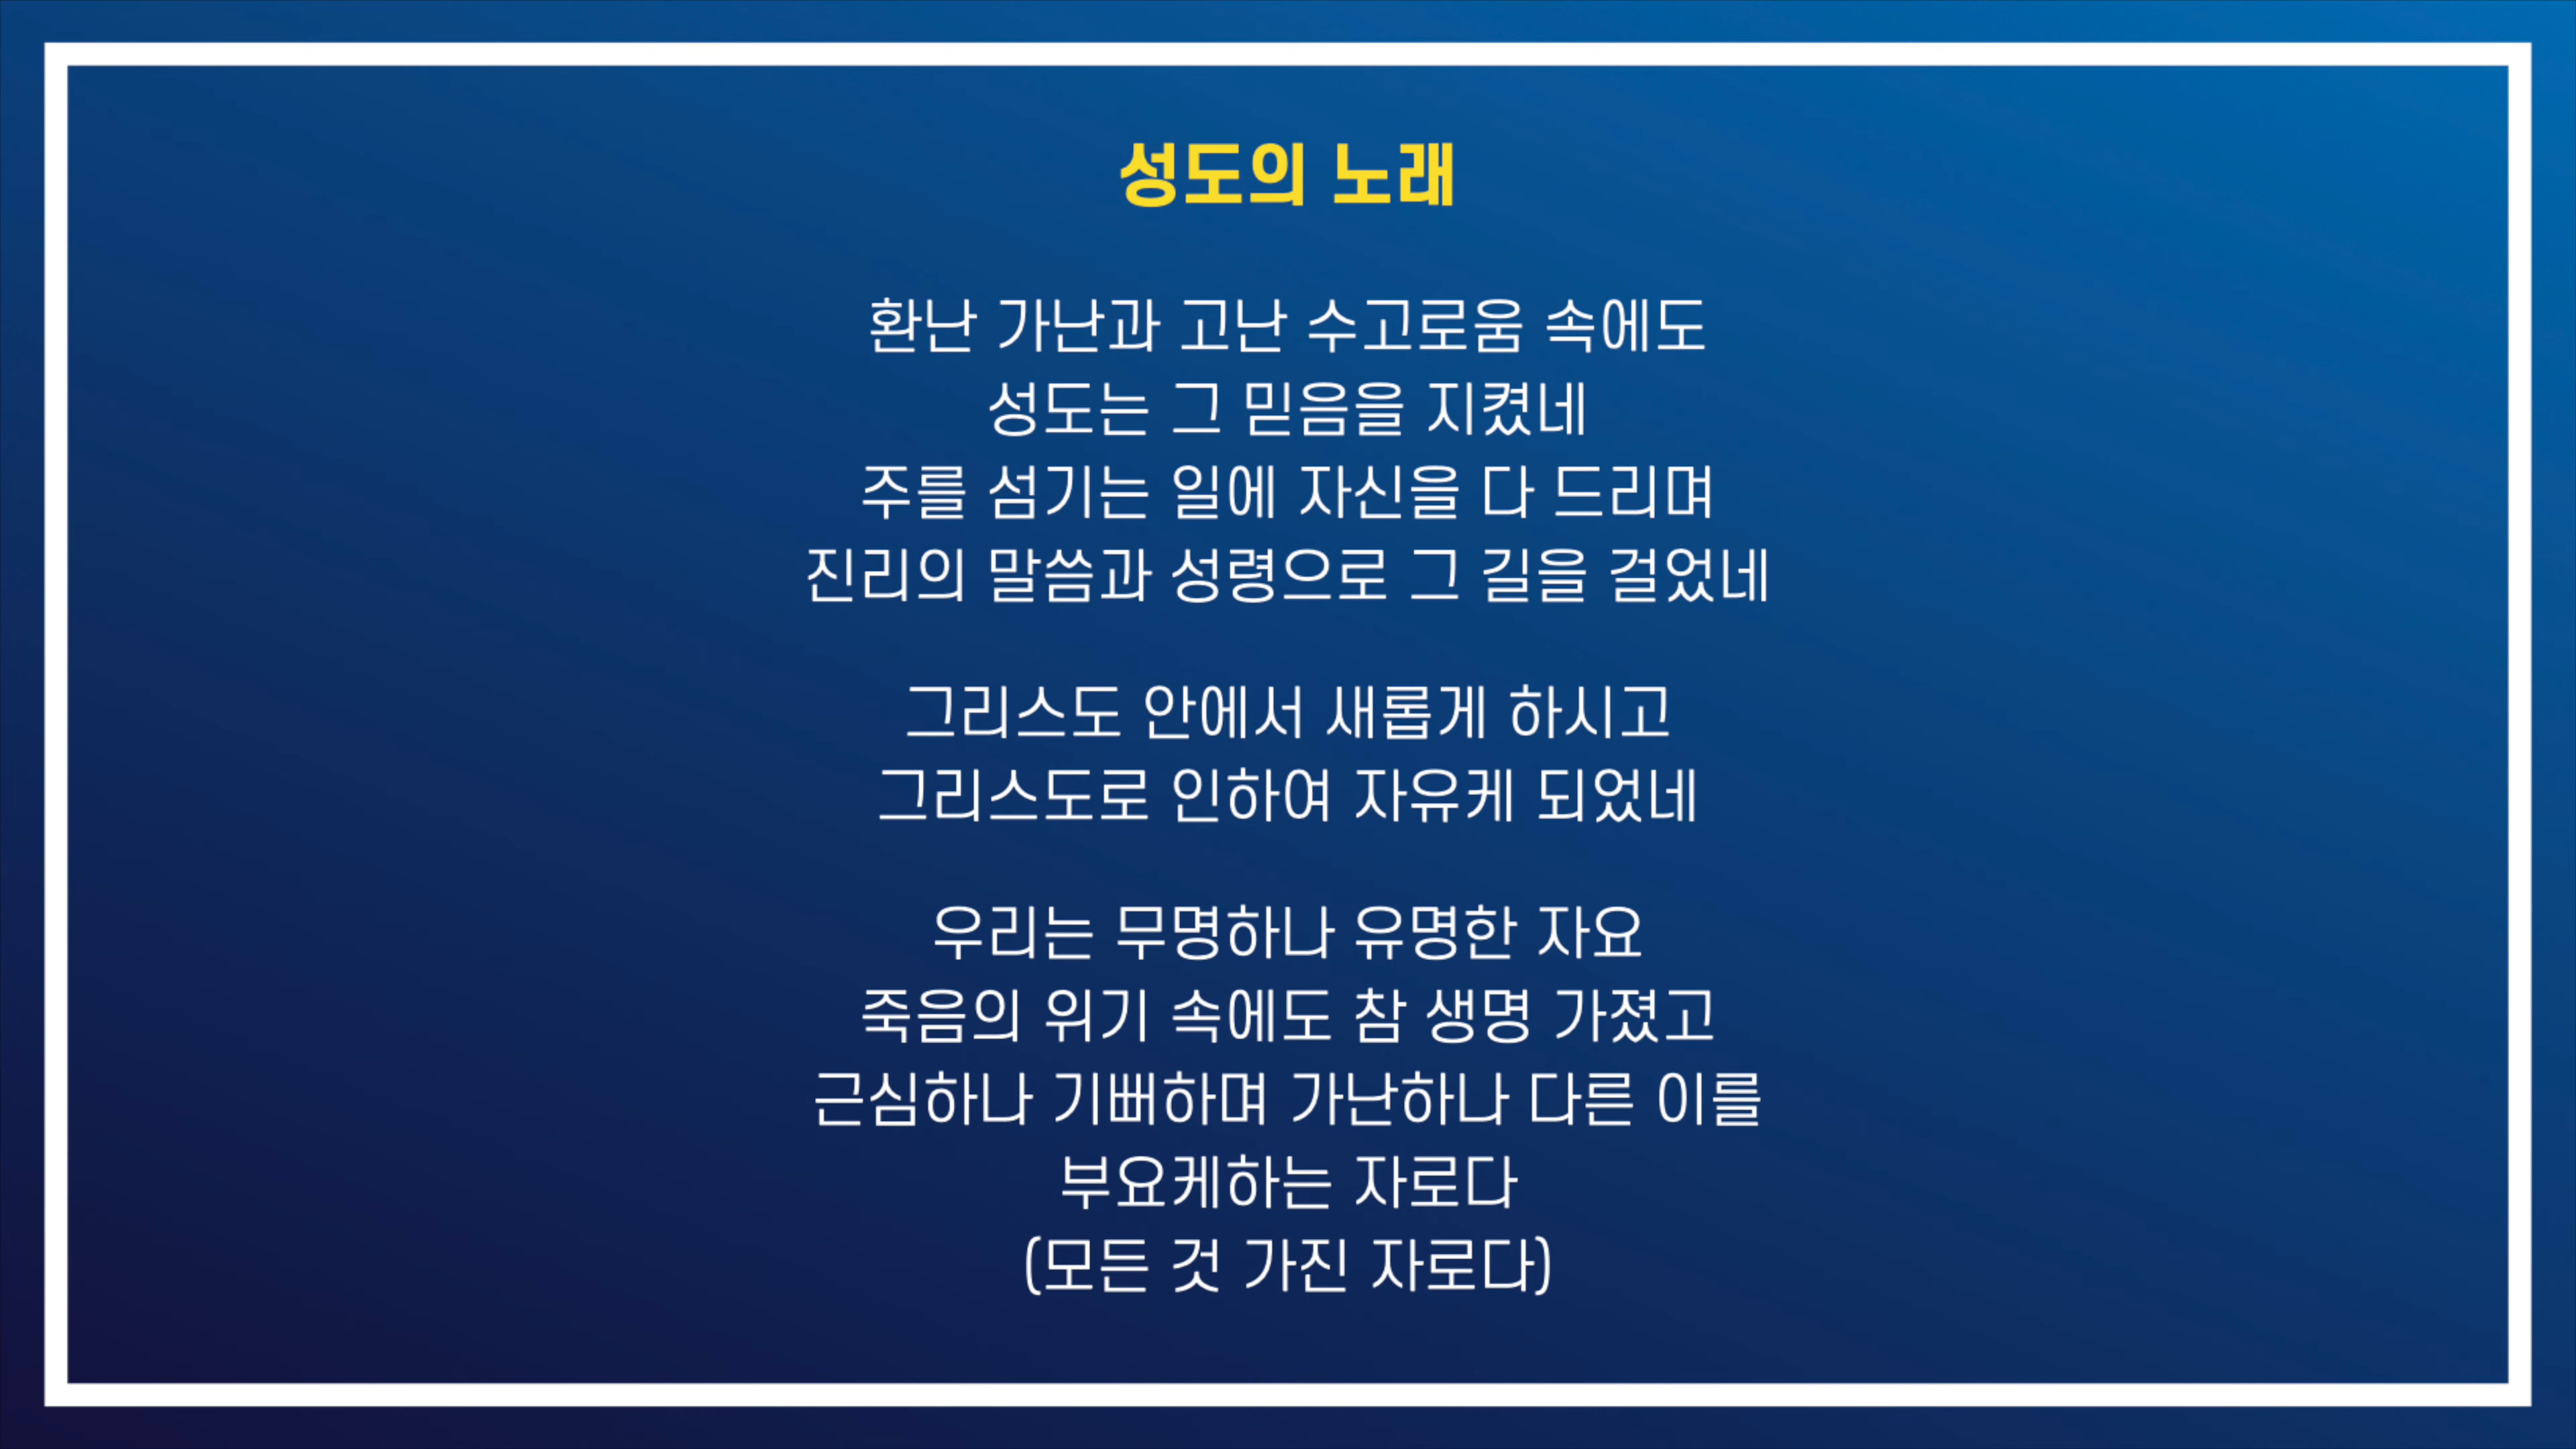 성도의 노래
환난 가난과 고난 수고로움 속에도
성도는 그 믿음을 지켰네
주를 섬기는 일에 자신을 다 드리며
진리의 말씀과 성령으로 그 길을 걸었네
그리스도 안에서 새롭게 하시고
그리스도로 인하여 자유케 되었네
우리는 무명하나 유명한 자요
죽음의 위기 속에도 참 생명 가졌고
근심하나 기뻐하며 가난하나 다른 이를
부요케하는 자로다
(모든 것 가진 자로다)